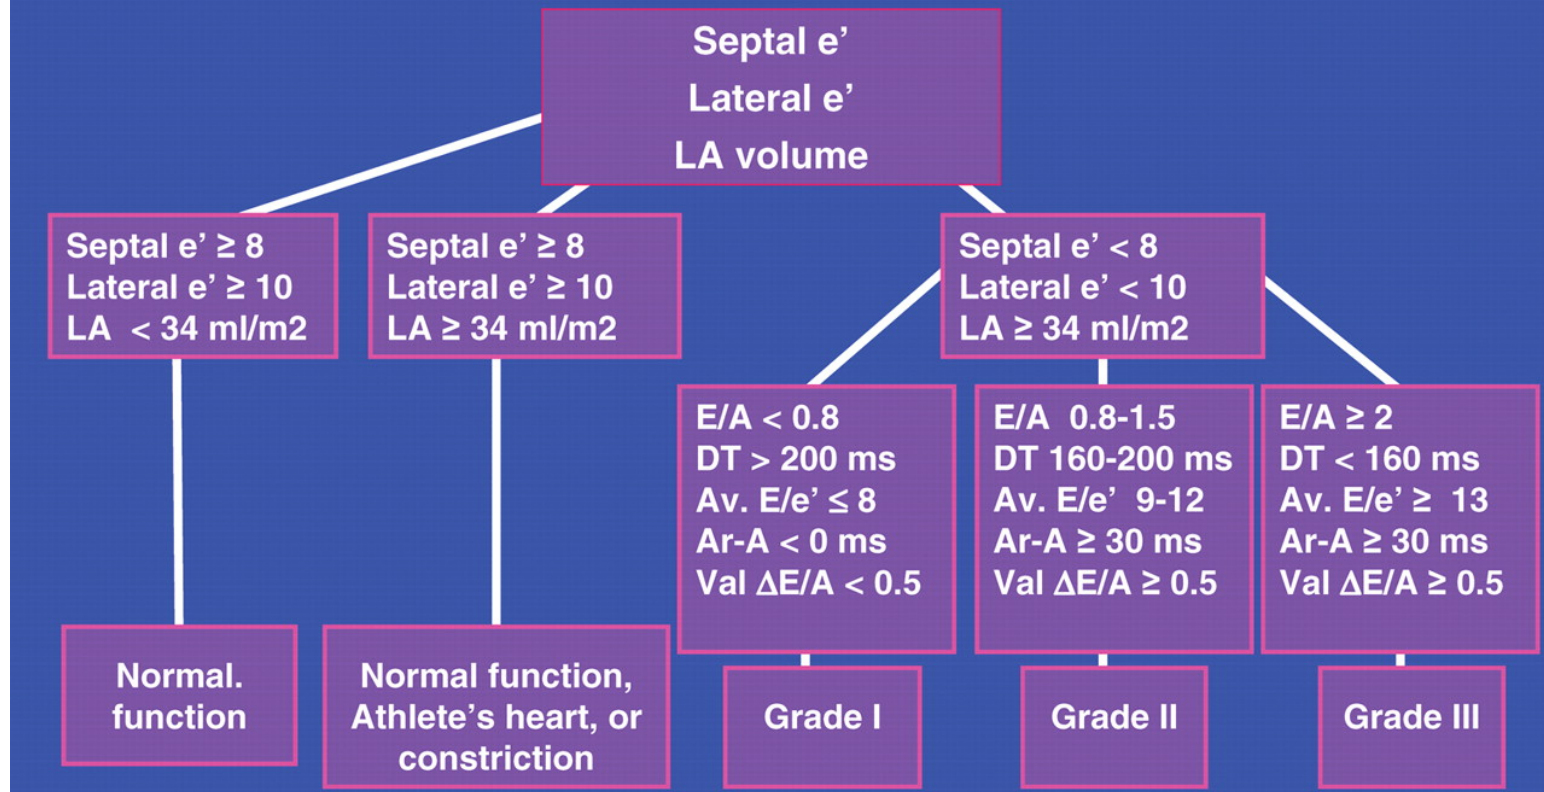 Septal e’
Lateral e’
LA volume
Septal e’ ≥ 8
Lateral e’ ≥ 10
LA < 34 ml/m2
Septal e’ ≥ 8
Lateral e’ ≥ 10
LA ≥ 34 ml/m2
Septal e’ < 8
Lateral e’ < 10
LA ≥ 34 ml/m2
E/A < 0.8
DT > 200 ms
Av. E/e’ ≤ 8
Ar-A < 0 ms
Val ΔE/A < 0.5
E/A 0.8-1.5
DT 160-200 ms
Av. E/e’ 9-12
Ar-A ≥ 30 ms
Val ΔE/A ≥ 0.5
E/A ≥ 2
DT < 160 ms
Av. E/e’ ≥ 13
Ar-A ≥ 30 ms
Val ΔE/A ≥ 0.5
Normal.
function
Normal function,
Athlete’s heart, or
constriction
Grade I
Grade II
Grade III